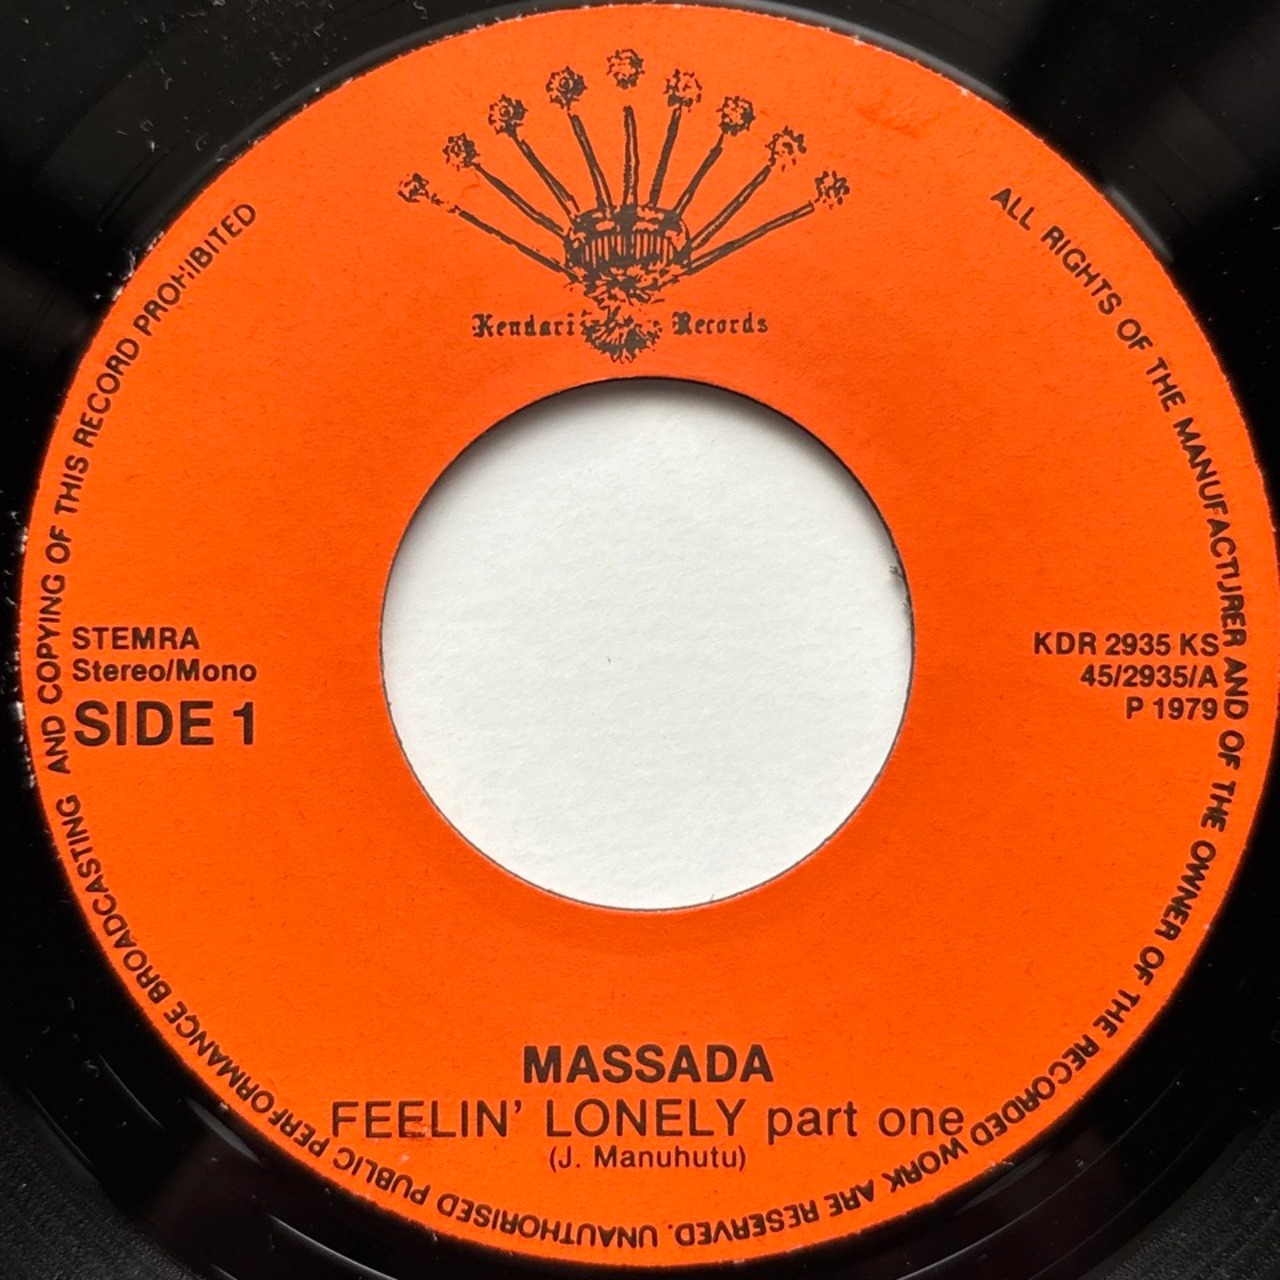 Kendari Records
ALL RIGHTS OF THE MANUFACTURER AND OF THE OWNER OF THE RECORDED WORK ARE RESERVED. UNAUTHORISED PUBLIC PERFORMANCE BROADCASTING AND COPYING OF THIS RECORD PROHIBITED
STEMRA
Stereo/Mono
SIDE 1
KDR 2935 KS
45/2935/A
P 1979
MASSADA
FEELIN' LONELY part one
(J. Manuhutu)